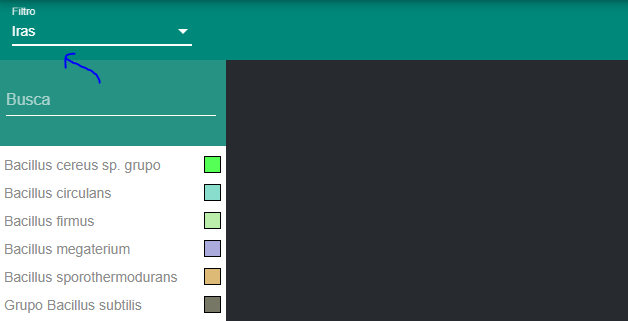 Filtro
Iras
Busca
Bacillus cereus sp. grupo
Bacillus circulans
Bacillus firmus
Bacillus megaterium
Bacillus sporothermodurans
Grupo Bacillus subtilis